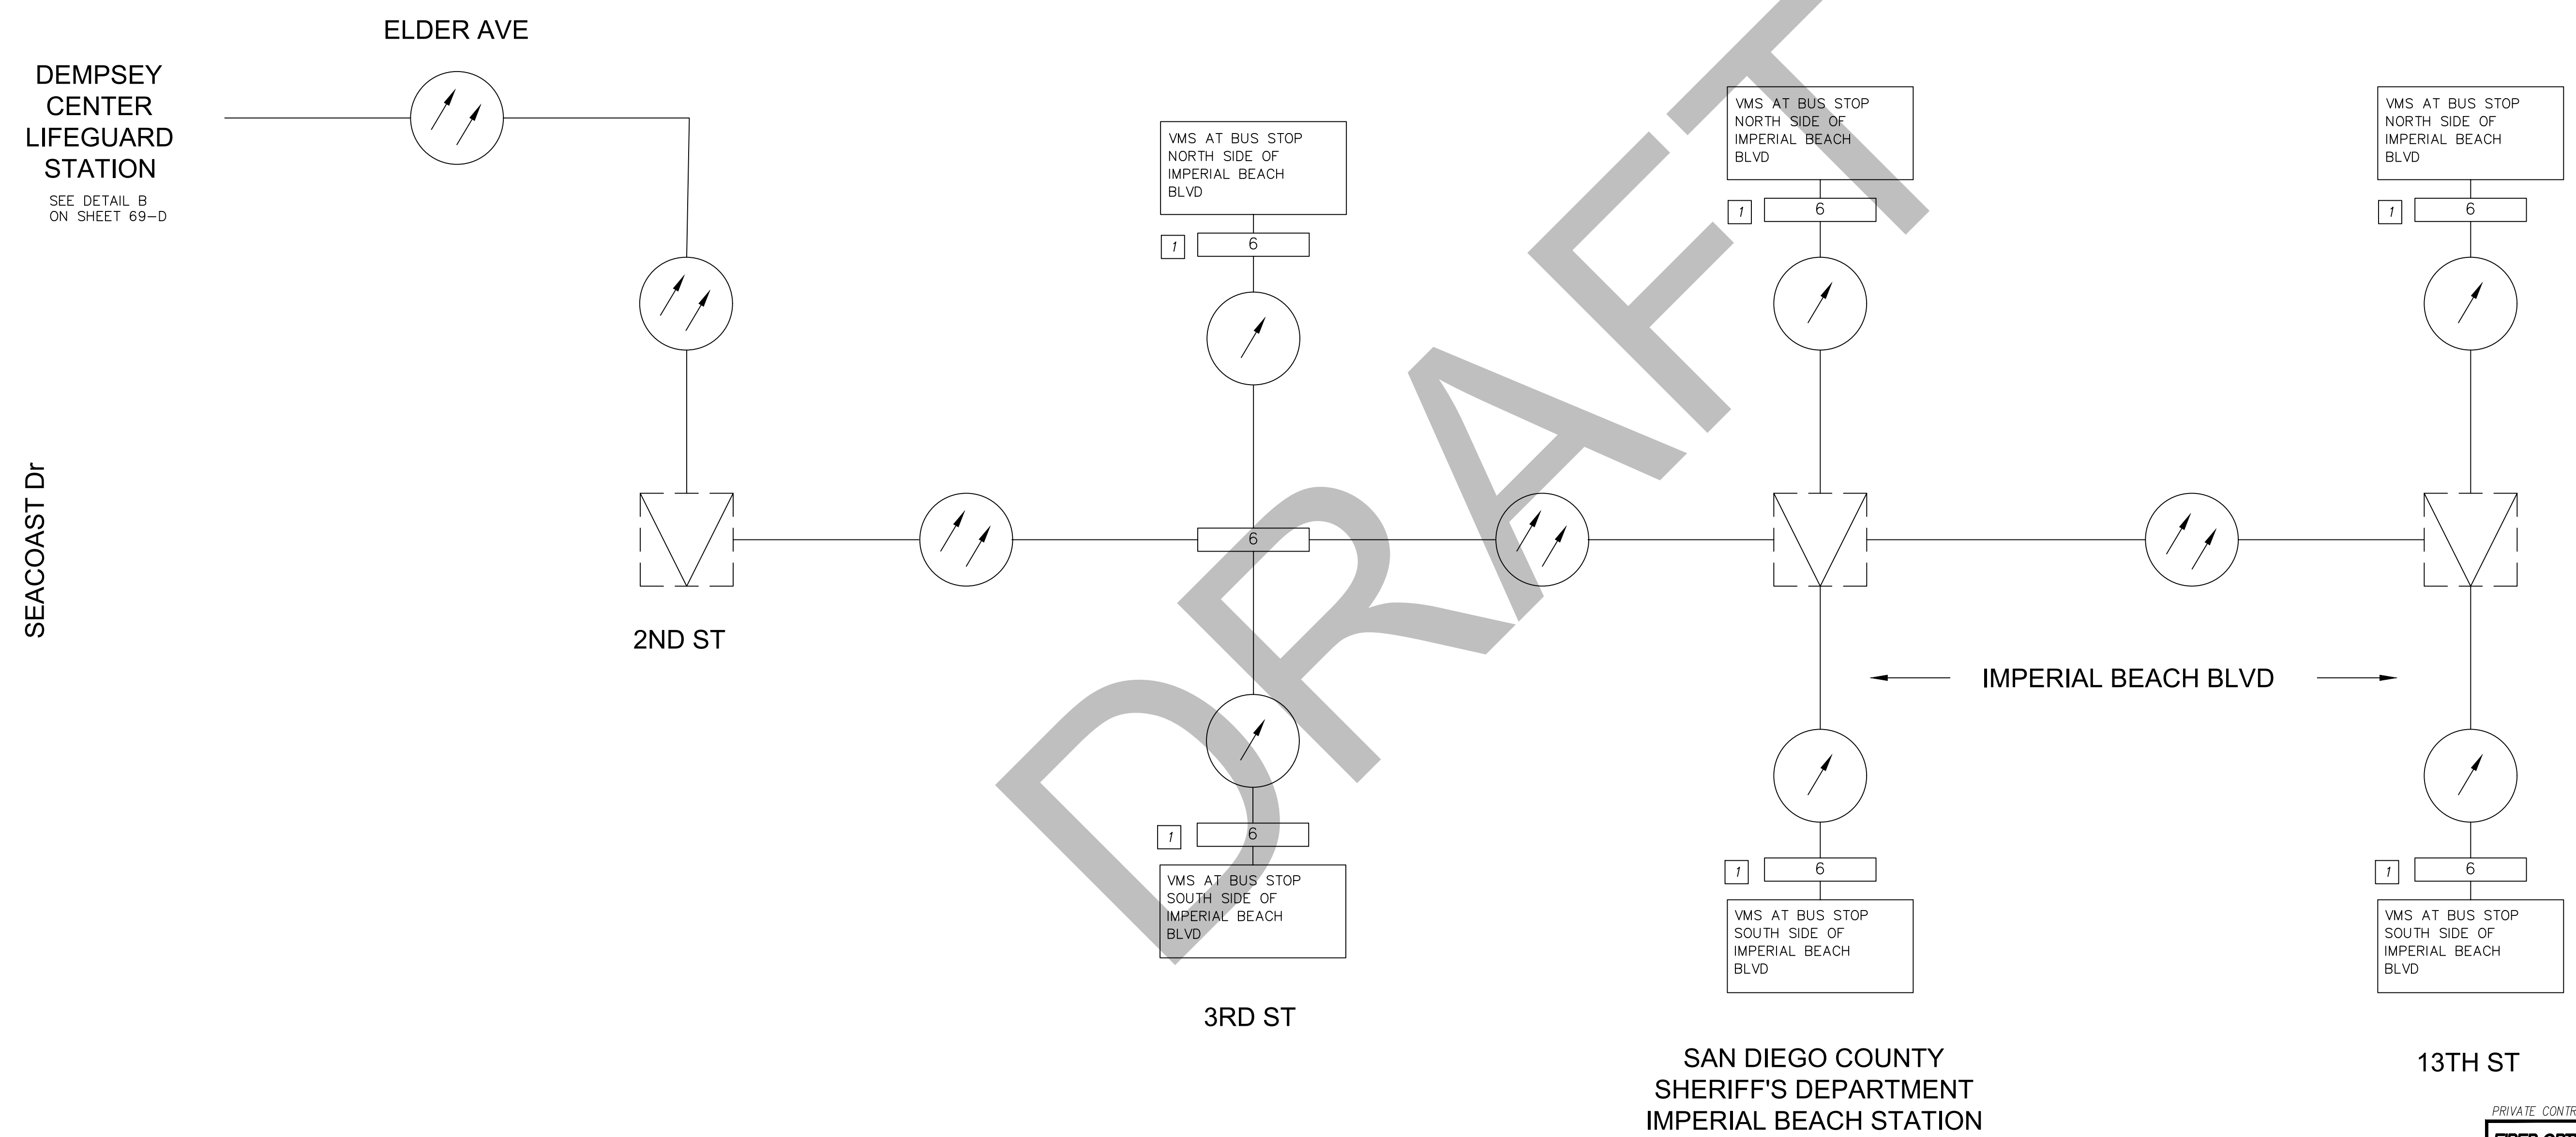 ELDER AVE
DEMPSEY
CENTER
LIFEGUARD
STATION
SEE DETAIL B
ON SHEET 69-D
SEACOAST Dr
2ND ST
VMS AT BUS STOP
NORTH SIDE OF
IMPERIAL BEACH
BLVD
1
6
6
1
6
VMS AT BUS STOP
SOUTH SIDE OF
IMPERIAL BEACH
BLVD
3RD ST
DRAFT
VMS AT BUS STOP
NORTH SIDE OF
IMPERIAL BEACH
BLVD
1
6
1
6
VMS AT BUS STOP
SOUTH SIDE OF
IMPERIAL BEACH
BLVD
SAN DIEGO COUNTY
SHERIFF'S DEPARTMENT
IMPERIAL BEACH STATION
IMPERIAL BEACH BLVD
VMS AT BUS STOP
NORTH SIDE OF
IMPERIAL BEACH
BLVD
1
6
1
6
VMS AT BUS STOP
SOUTH SIDE OF
IMPERIAL BEACH
BLVD
13TH ST
PRIVATE CONTR